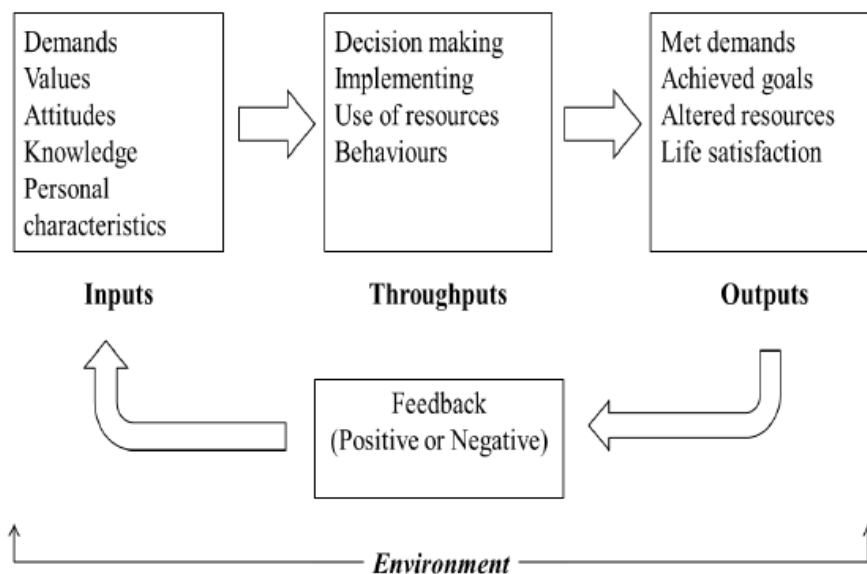 Demands
Values
Attitudes
Knowledge
Personal
characteristics
Decision making
Implementing
Use of resources
Behaviours
Met demands
Achieved goals
Altered resources
Life satisfaction
Inputs
Throughputs
Outputs
Feedback
(Positive or Negative)
Environment